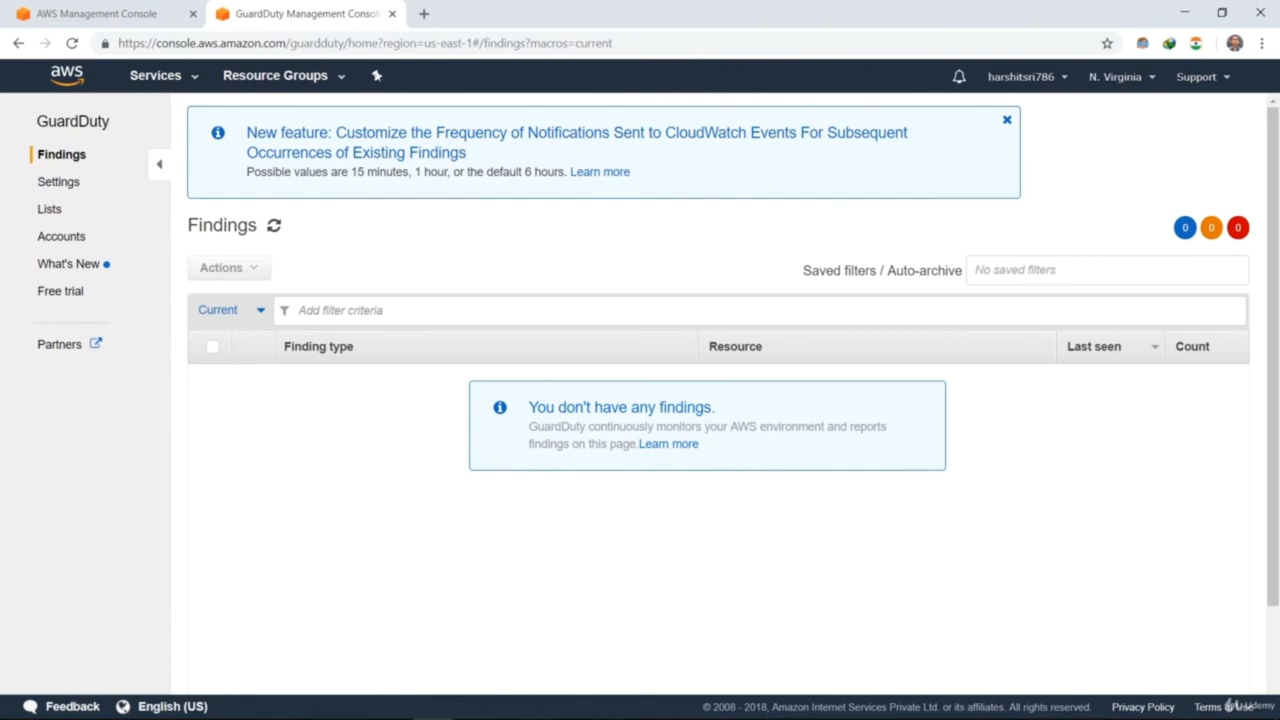 AWS Management Console
GuardDuty Management Consol
https://console.aws.amazon.com/guardduty/home?region=us-east-1#/findings?macros=current
aws
Services
Resource Groups
harshitsri786
N. Virginia
Support
GuardDuty
Findings
Settings
Lists
Accounts
What's New
Free trial
Partners
New feature: Customize the Frequency of Notifications Sent to CloudWatch Events For Subsequent
Occurrences of Existing Findings
Possible values are 15 minutes, 1 hour, or the default 6 hours. Learn more
Findings
0 0 0
Actions
Saved filters / Auto-archive No saved filters
Current Add filter criteria
Finding type Resource Last seen Count
You don't have any findings.
GuardDuty continuously monitors your AWS environment and reports
findings on this page.Learn more
Feedback
English (US)
© 2008 - 2018, Amazon Internet Services Private Ltd. or its affiliates. All rights reserved.
Privacy Policy
Terms
Udemy